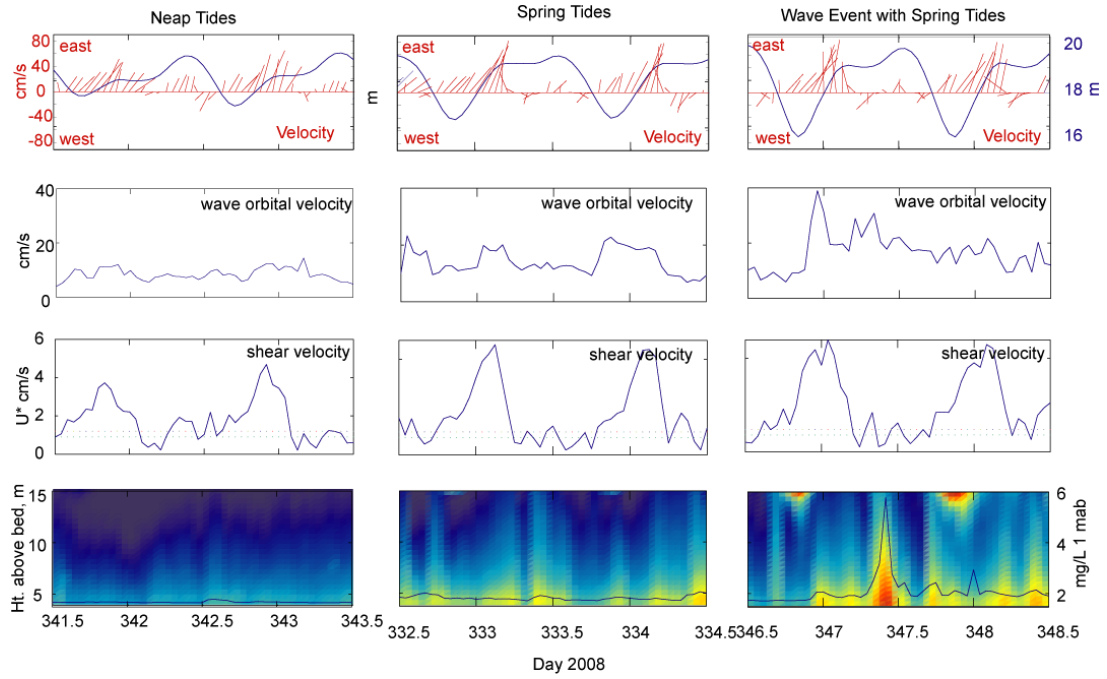 Neap Tides
Spring Tides
Wave Event with Spring Tides
80
40
0
-40
-80
cm/s
east
west
Velocity
m
east
west
Velocity
east
west
Velocity
20
18
16
m
40
20
0
cm/s
wave orbital velocity
wave orbital velocity
wave orbital velocity
6
4
2
0
U* cm/s
shear velocity
shear velocity
shear velocity
15
10
5
Ht. above bed, m
6
4
2
mg/L 1 mab
341.5 342 342.5 343 343.5
332.5 333 333.5 334 334.5
346.5 347 347.5 348 348.5
Day 2008